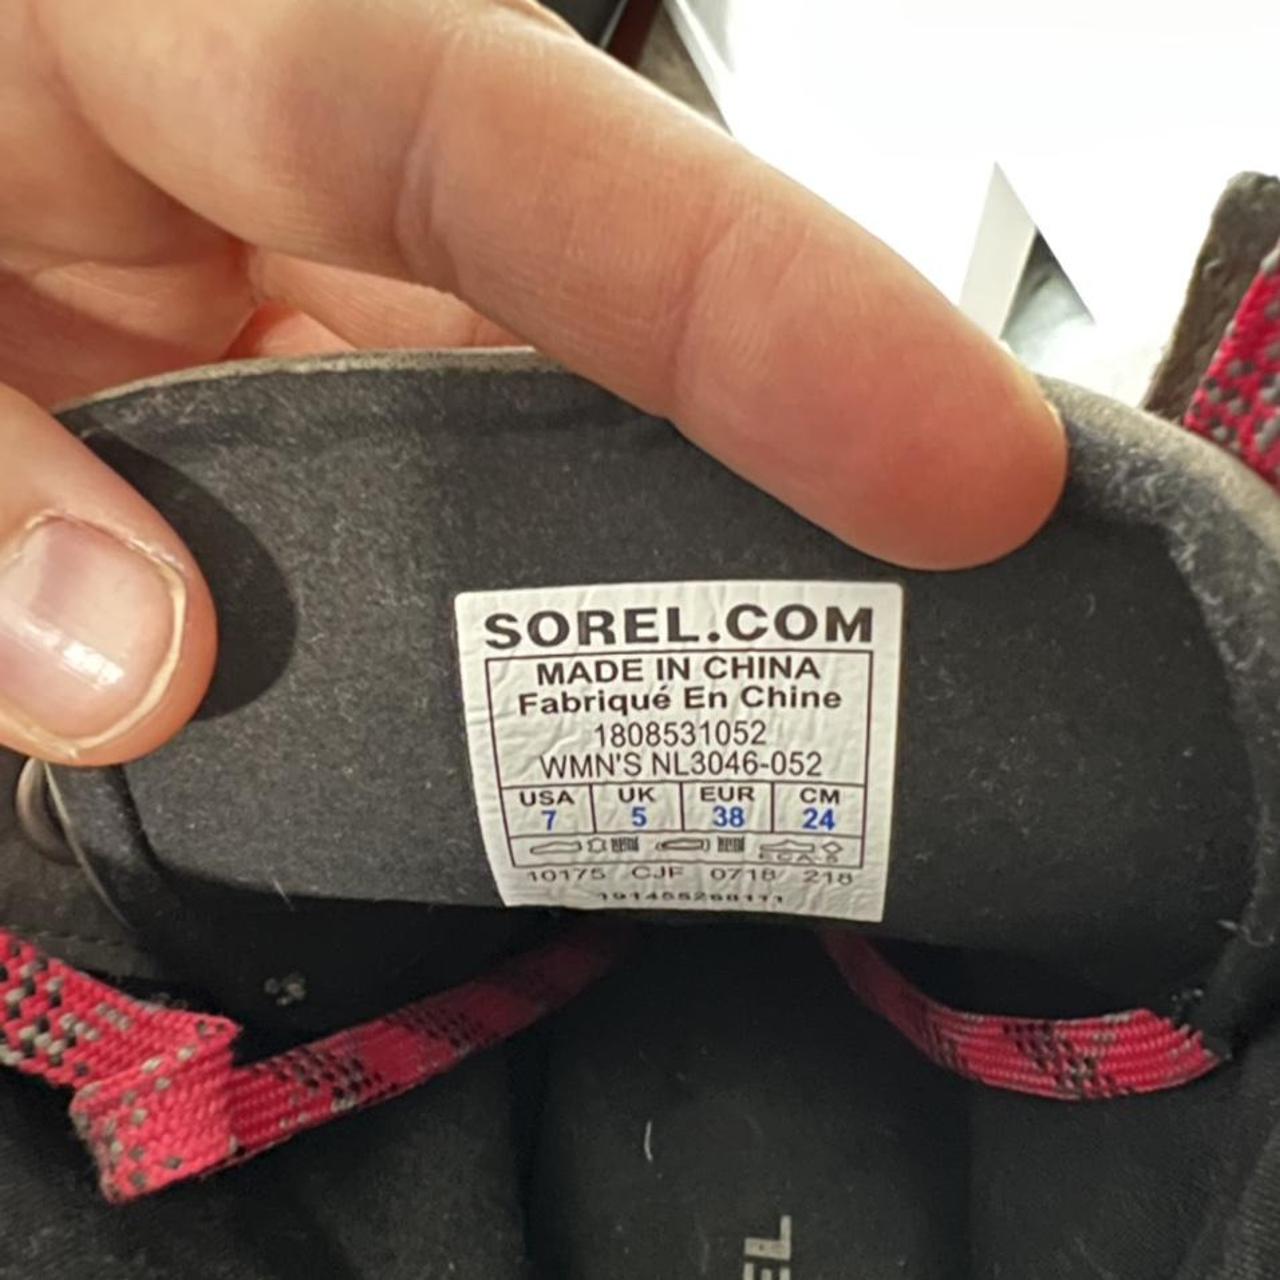 SOREL.COM
MADE IN CHINA
Fabriqué En Chine
1808531052
WMN'S NL3046-052
USA UK EUR CM
7 5 38 24
10175 CJF 0718 218
EL